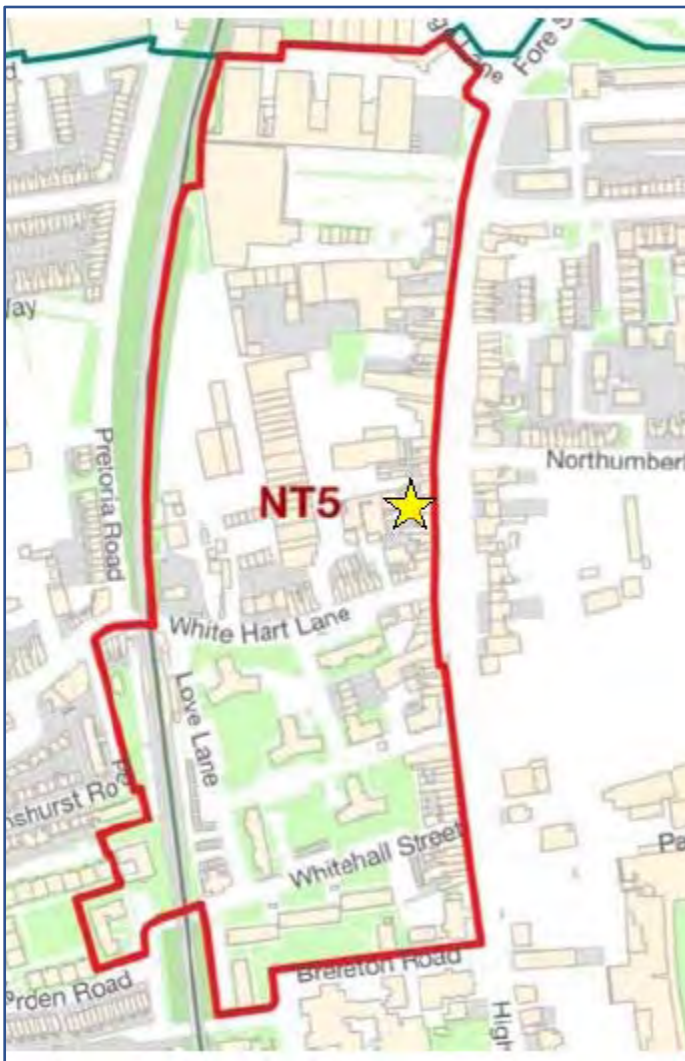 Fore S
Lane
Way
Pretoria Road
Northumberl
NT5
White Hart Lane
Love Lane
nshurst Ro
Whitehall Street
Pa
Brereton Road
rden Road
High